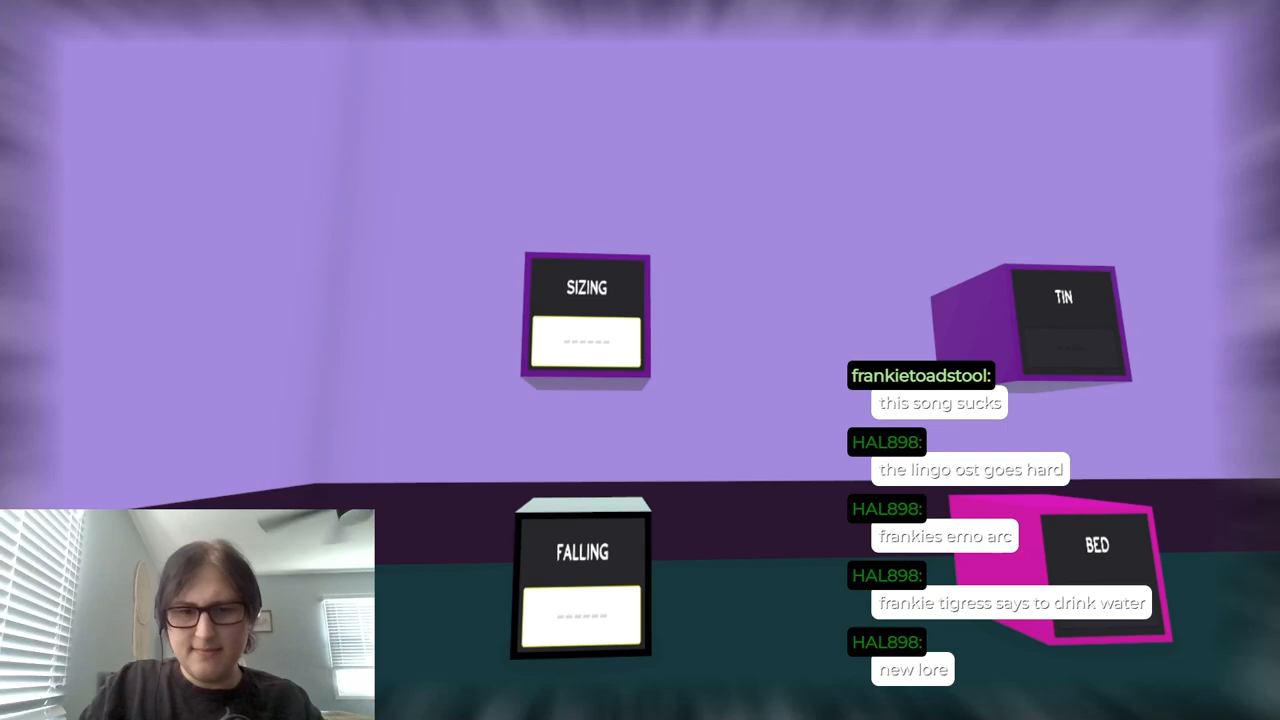 SIZING
------
TIN
---
frankietoadstool:
this song sucks
HAL898:
the lingo ost goes hard
HAL898:
frankies emo arc
HAL898:
frankie tigress says to drink water
HAL898:
new lore
FALLING
------
BED